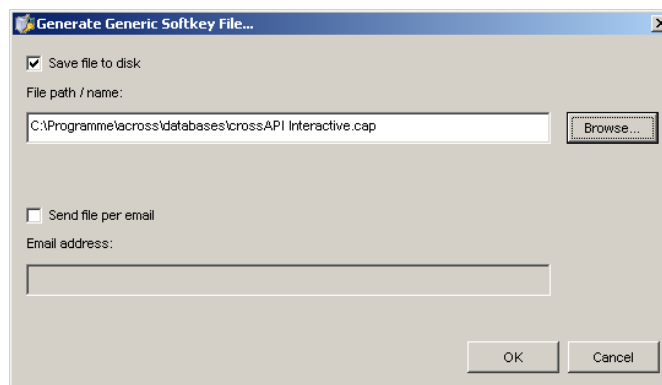 Generate Generic Softkey File...
Save file to disk
File path / name:
C:\Programme\across\databases\crossAPI Interactive.cap
Browse...
Send file per email
Email address:
OK
Cancel